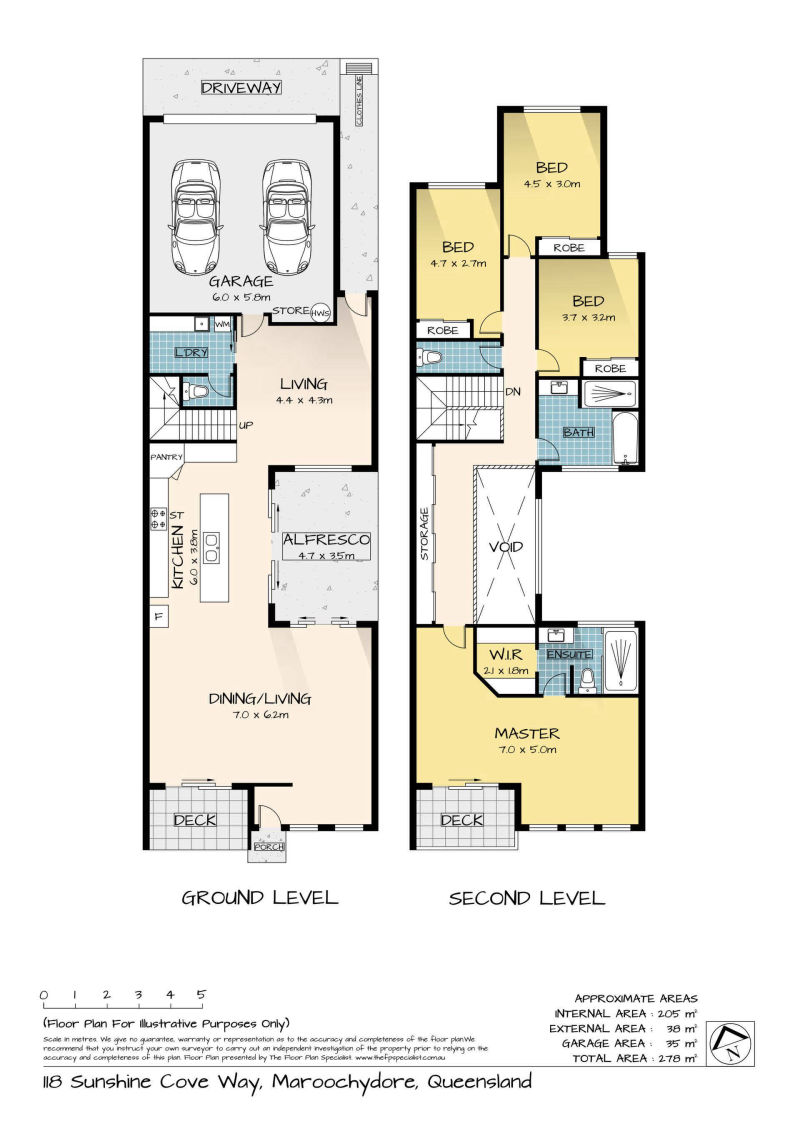 DRIVEWAY
CLOTHES LINE
GARAGE
6.0 x 5.8m
STORE
HWS
WM
L'DRY
LIVING
4.4 x 4.3m
UP
PANTRY
ST
KITCHEN
6.0 x 3.8m
F
ALFRESCO
4.7 x 3.5m
DINING/LIVING
7.0 x 6.2m
DECK
PORCH
GROUND LEVEL
BED
4.5 x 3.0m
ROBE
BED
4.7 x 2.7m
ROBE
BED
3.7 x 3.2m
ROBE
DN
BATH
STORAGE
VOID
W.I.R
2.1 x 1.8m
ENSUITE
MASTER
7.0 x 5.0m
DECK
SECOND LEVEL
0 1 2 3 4 5
(Floor Plan For Illustrative Purposes Only)
Scale in metres. We give no guarantee, warranty or representation as to the accuracy and completeness of the floor plan.We
recommend that you instruct your own surveyor to carry out an independent investigation of the property prior to relying on the
accuracy and completeness of this plan. Floor Plan presented by The Floor Plan Specialist. www.thefpspecialist.com.au
APPROXIMATE AREAS
INTERNAL AREA : 205 m²
EXTERNAL AREA : 38 m²
GARAGE AREA : 35 m²
TOTAL AREA : 278 m²
N
118 Sunshine Cove Way, Maroochydore, Queensland